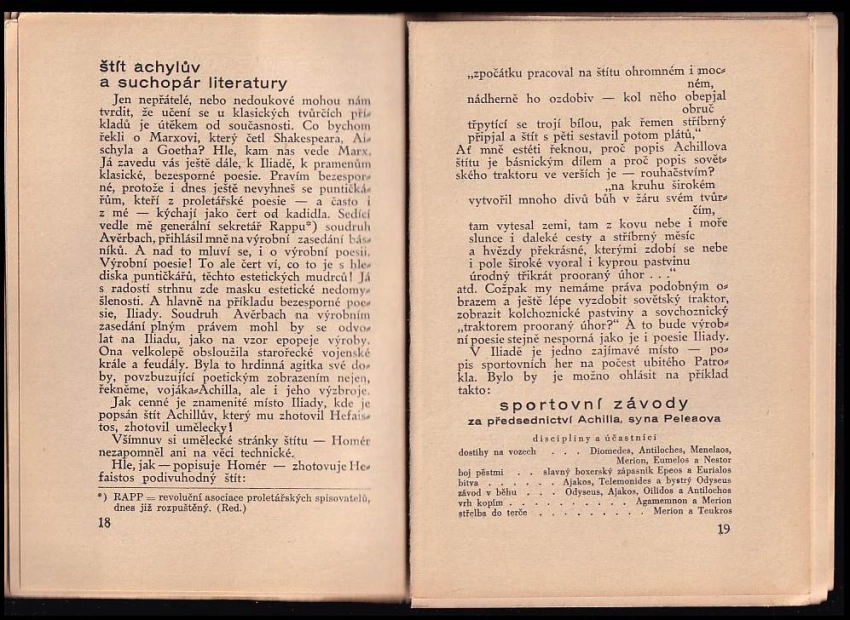 štít achylův
a suchopár literatury
Jen nepřátelé, nebo nedoukové mohou nám
tvrdit, že učení se u klasických tvůrčích pří-
kladů je útěkem od současnosti. Co bychom
řekli o Marxovi, který četl Shakespeara, Ai-
schyla a Goetha? Hle, kam nás vede Marx.
Já zavedu vás ještě dále, k Iliadě, k pramenům
klasické, bezesporné poesie. Pravím bezespor-
né, protože i dnes ještě nevyhneš se puntičká-
řům, kteří z proletářské poesie — a často i
z mé — kýchají jako čert od kadidla. Sedící
vedle mě generální sekretář Rappu*) soudruh
Avěrbach, přihlásil mně na výrobní zasedání bás-
níků. A nad to mluví se, i o výrobní poesii.
Výrobní poesie! To ale čert ví, co to je s hle-
diska puntičkářů, těchto estetických mudrců! Já
s radostí strhnu zde masku estetické nedomy-
šlenosti. A hlavně na příkladu bezesporné poe-
sie, Iliady. Soudruh Avěrbach na výrobním
zasedání plným právem mohl by se odvo-
lat na Iliadu, jako na vzor epopeje výroby.
Ona velkolepě obsloužila starořecké vojenské
krále a feudály. Byla to hrdinná agitka své do-
by, povzbuzující poetickým zobrazením nejen,
řekněme, vojáka-Achilla, ale i jeho výzbroje.
Jak cenné je znamenité místo Iliady, kde je
popsán štít Achillův, který mu zhotovil Hefais-
tos, zhotovil umělecky!
Všímnuv si umělecké stránky štítu — Homér
nezapomněl ani na věci technické.
Hle, jak — popisuje Homér — zhotovuje He-
faistos podivuhodný štít:
*) RAPP = revoluční asociace proletářských spisovatelů,
dnes již rozpuštěný. (Red.)
18
„zpočátku pracoval na štítu ohromném i moc-
ném,
nádherně ho ozdobiv — kol něho obepjal
obruč
třpytící se trojí bílou, pak řemen stříbrný
připjal a štít s pěti sestavil potom plátů,“
Ať mně estéti řeknou, proč popis Achillova
štítu je básnickým dílem a proč popis sovět-
ského traktoru ve verších je — rouhačstvím?
„na kruhu širokém
vytvořil mnoho divů bůh v žáru svém tvůr-
čím,
tam vytesal zemi, tam z kovu nebe i moře
slunce i daleké cesty a stříbrný měsíc
a hvězdy překrásné, kterými zdobí se nebe
i pole široké vyoral i kyprou pastvinu
úrodný třikrát prooraný úhor . . .“
atd. Cožpak my nemáme práva podobným o-
brazem a ještě lépe vyzdobit sovětský traktor,
zobrazit kolchoznické pastviny a sovchoznický
„traktorem prooraný úhor?“ A to bude výrob-
ní poesie stejně nesporná jako je i poesie Iliady.
V Iliadě je jedno zajímavé místo — po-
pis sportovních her na počest ubitého Patro-
kla. Bylo by je možno ohlásit na příklad
takto:
sportovní závody
za předsednictví Achilla, syna Peleaova
disciplíny a účastníci
dostihy na vozech . . . Diomedes, Antiloches, Menelaos,
Merion, Eumelos a Nestor
boj pěstmi . . slavný boxerský zápasník Epeos a Eurialos
bitva . . . . . . Ajakos, Telemonides a bystrý Odyseus
závod v běhu . . . Odyseus, Ajakos, Oilidos a Antilochos
vrh kopím . . . . . . . . . . Agamemnon a Merion
střelba do terče . . . . . . . . . Merion a Teukros
19